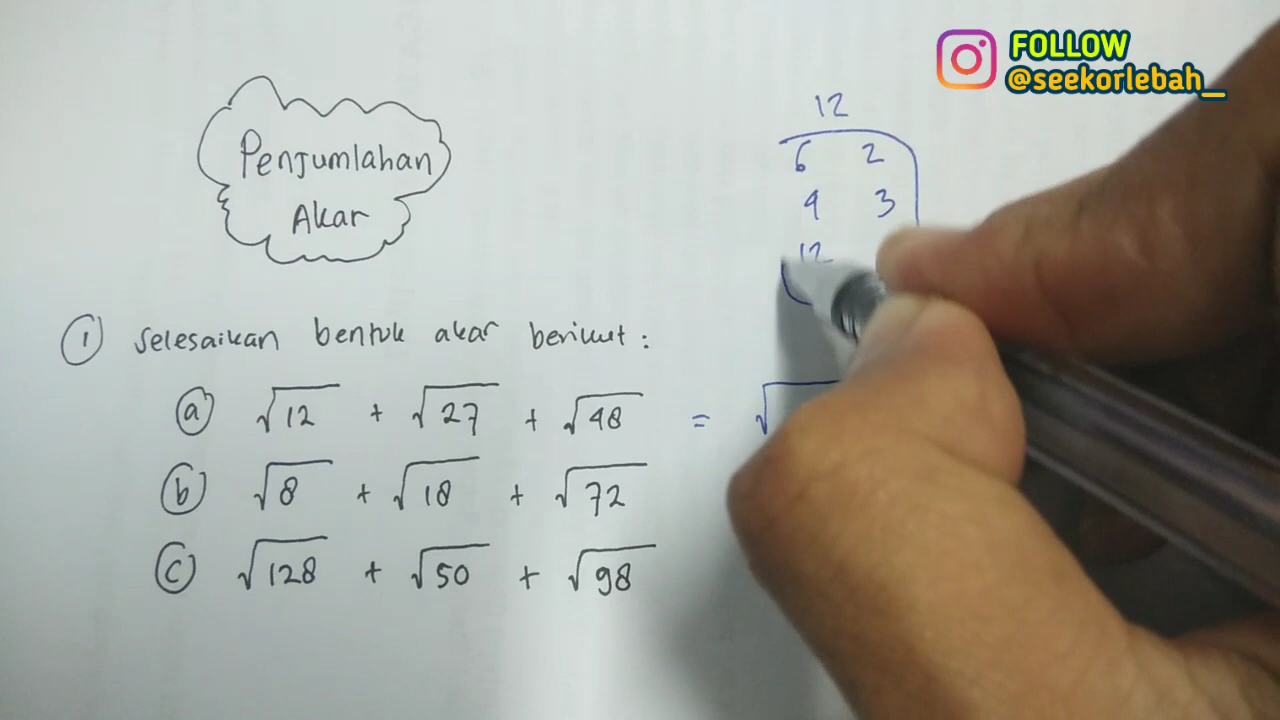 FOLLOW
@seekorlebah_
Penjumlahan
Akar
12
6 2
4 3
12
① Selesaikan bentuk akar berikut :
ⓐ √12 + √27 + √48 = √
ⓑ √8 + √18 + √72
ⓒ √128 + √50 + √98